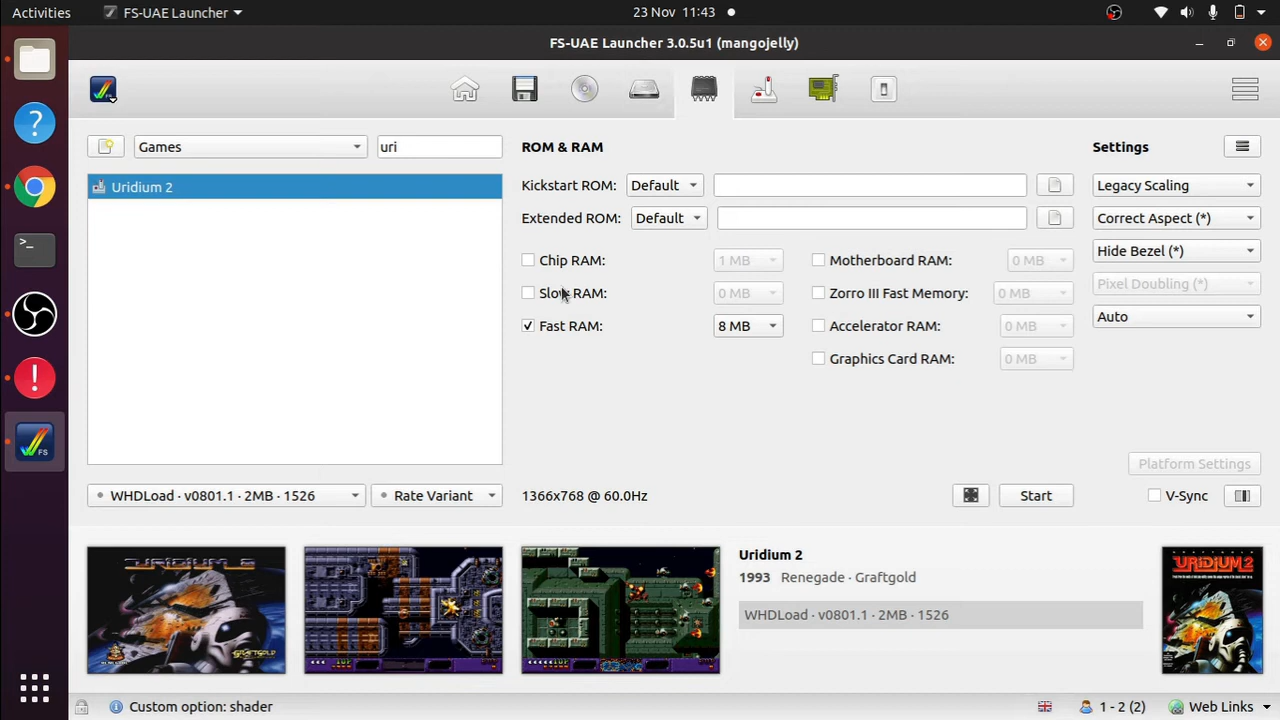 Activities
FS-UAE Launcher
23 Nov 11:43
FS-UAE Launcher 3.0.5u1 (mangojelly)
Games
uri
ROM & RAM
Settings
Uridium 2
Kickstart ROM:
Default
Legacy Scaling
Extended ROM:
Default
Correct Aspect (*)
Chip RAM:
1 MB
Motherboard RAM:
0 MB
Hide Bezel (*)
Slow RAM:
0 MB
Zorro III Fast Memory:
0 MB
Pixel Doubling (*)
Fast RAM:
8 MB
Accelerator RAM:
0 MB
Auto
Graphics Card RAM:
0 MB
Platform Settings
WHDLoad · v0801.1 · 2MB · 1526
Rate Variant
1366x768 @ 60.0Hz
Start
V-Sync
URIDIUM 2
GRAFTGOLD
1UP
1UP
Uridium 2
1993 Renegade · Graftgold
WHDLoad · v0801.1 · 2MB · 1526
URIDIUM2
FS
Custom option: shader
1 - 2 (2)
Web Links